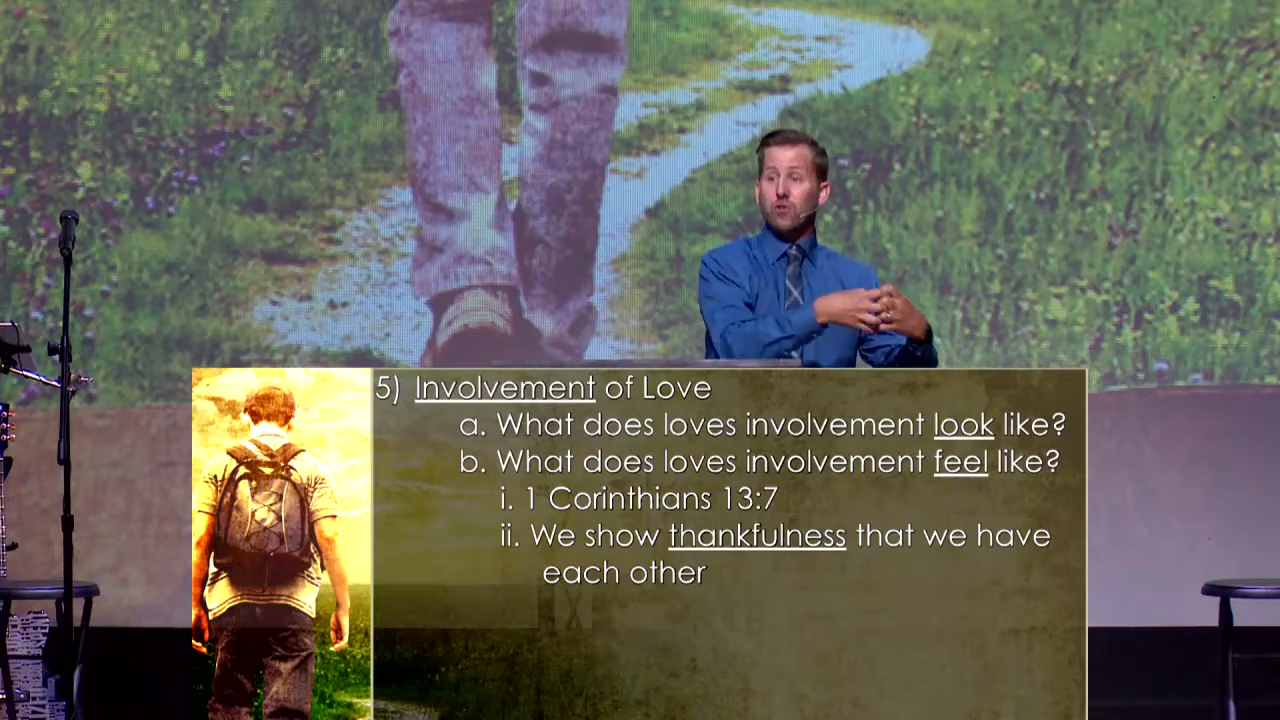 5) Involvement of Love
a. What does loves involvement look like?
b. What does loves involvement feel like?
i. 1 Corinthians 13:7
ii. We show thankfulness that we have
each other